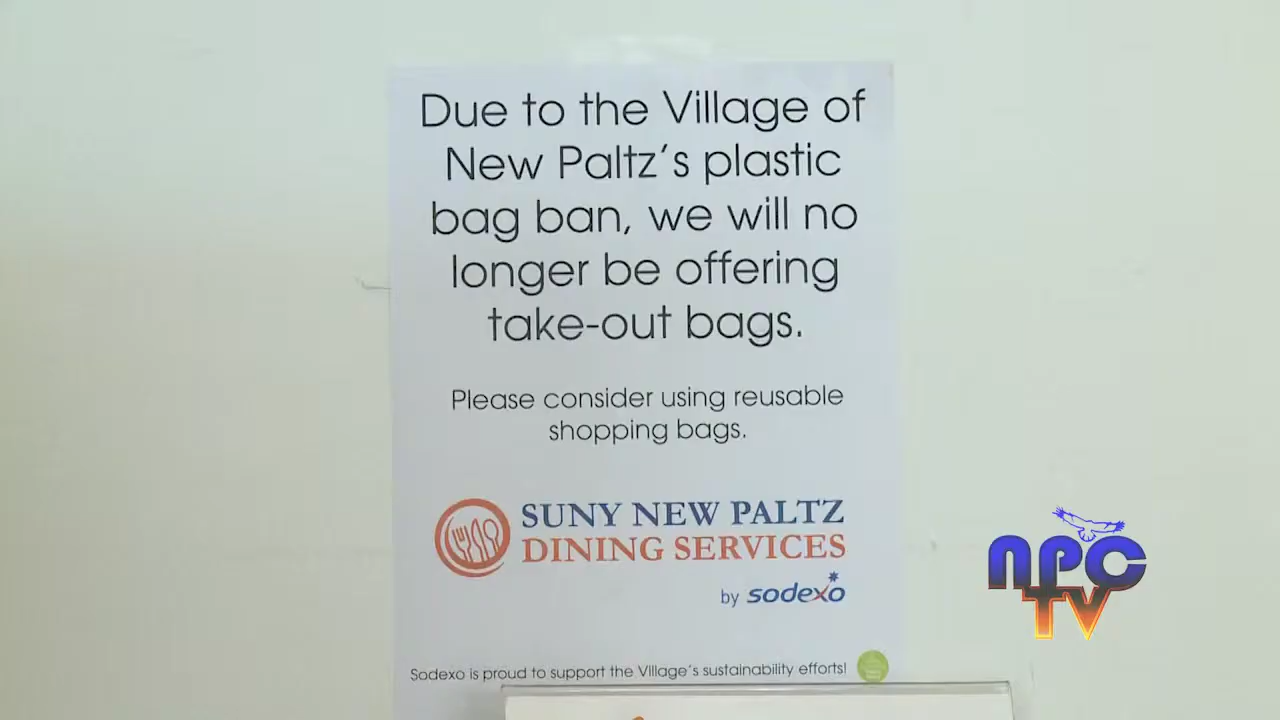 Due to the Village of
New Paltz's plastic
bag ban, we will no
longer be offering
take-out bags.
Please consider using reusable
shopping bags.
SUNY NEW PALTZ
DINING SERVICES
by sodexo
Sodexo is proud to support the Village's sustainability efforts!
NPC
TV